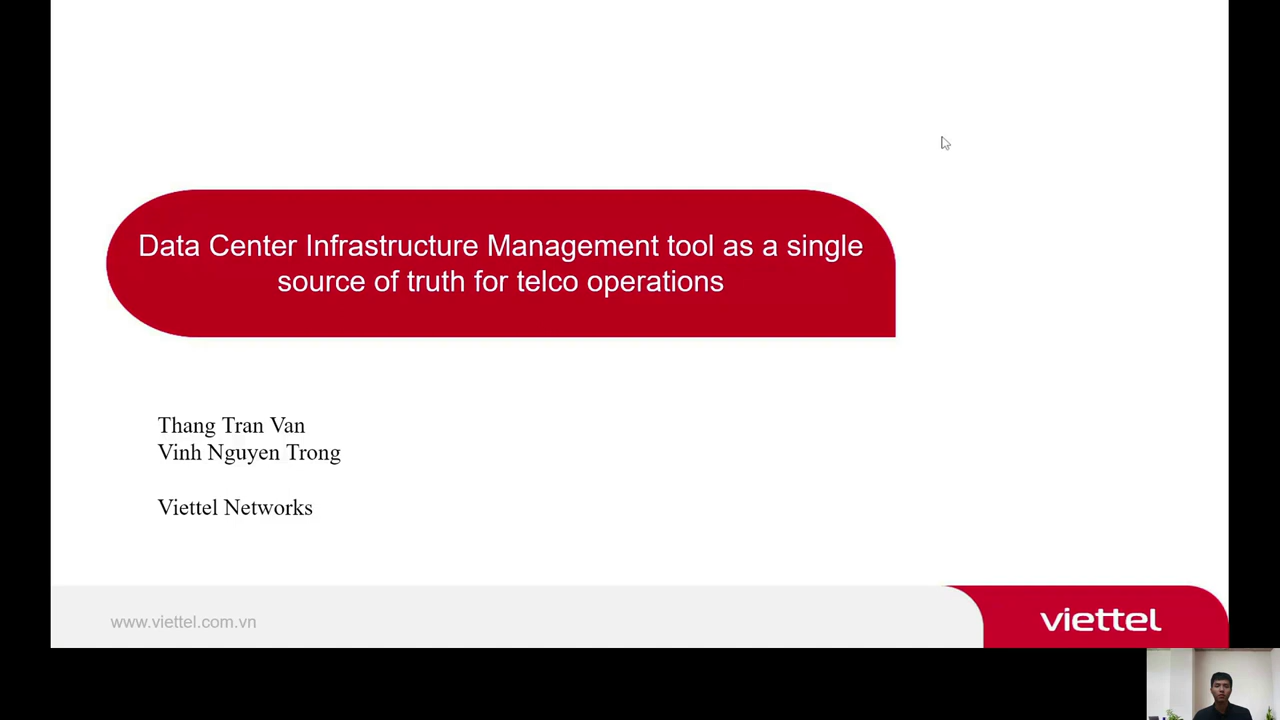 Data Center Infrastructure Management tool as a single
source of truth for telco operations
Thang Tran Van
Vinh Nguyen Trong
Viettel Networks
www.viettel.com.vn
viettel